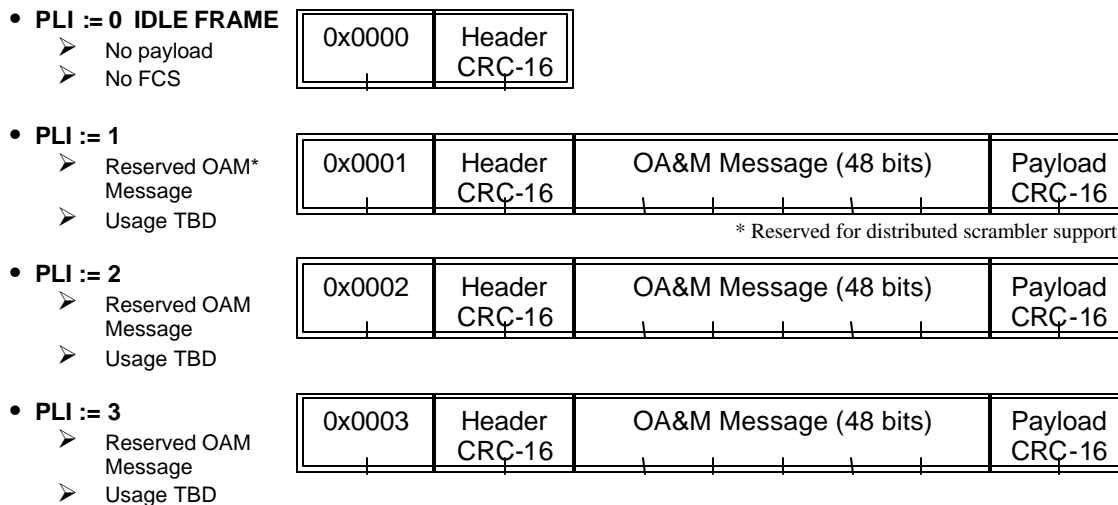 • PLI := 0 IDLE FRAME
➢ No payload
➢ No FCS
0x0000 Header CRC-16
• PLI := 1
➢ Reserved OAM* Message
➢ Usage TBD
0x0001 Header CRC-16 OA&M Message (48 bits) Payload CRC-16
* Reserved for distributed scrambler support
• PLI := 2
➢ Reserved OAM Message
➢ Usage TBD
0x0002 Header CRC-16 OA&M Message (48 bits) Payload CRC-16
• PLI := 3
➢ Reserved OAM Message
➢ Usage TBD
0x0003 Header CRC-16 OA&M Message (48 bits) Payload CRC-16